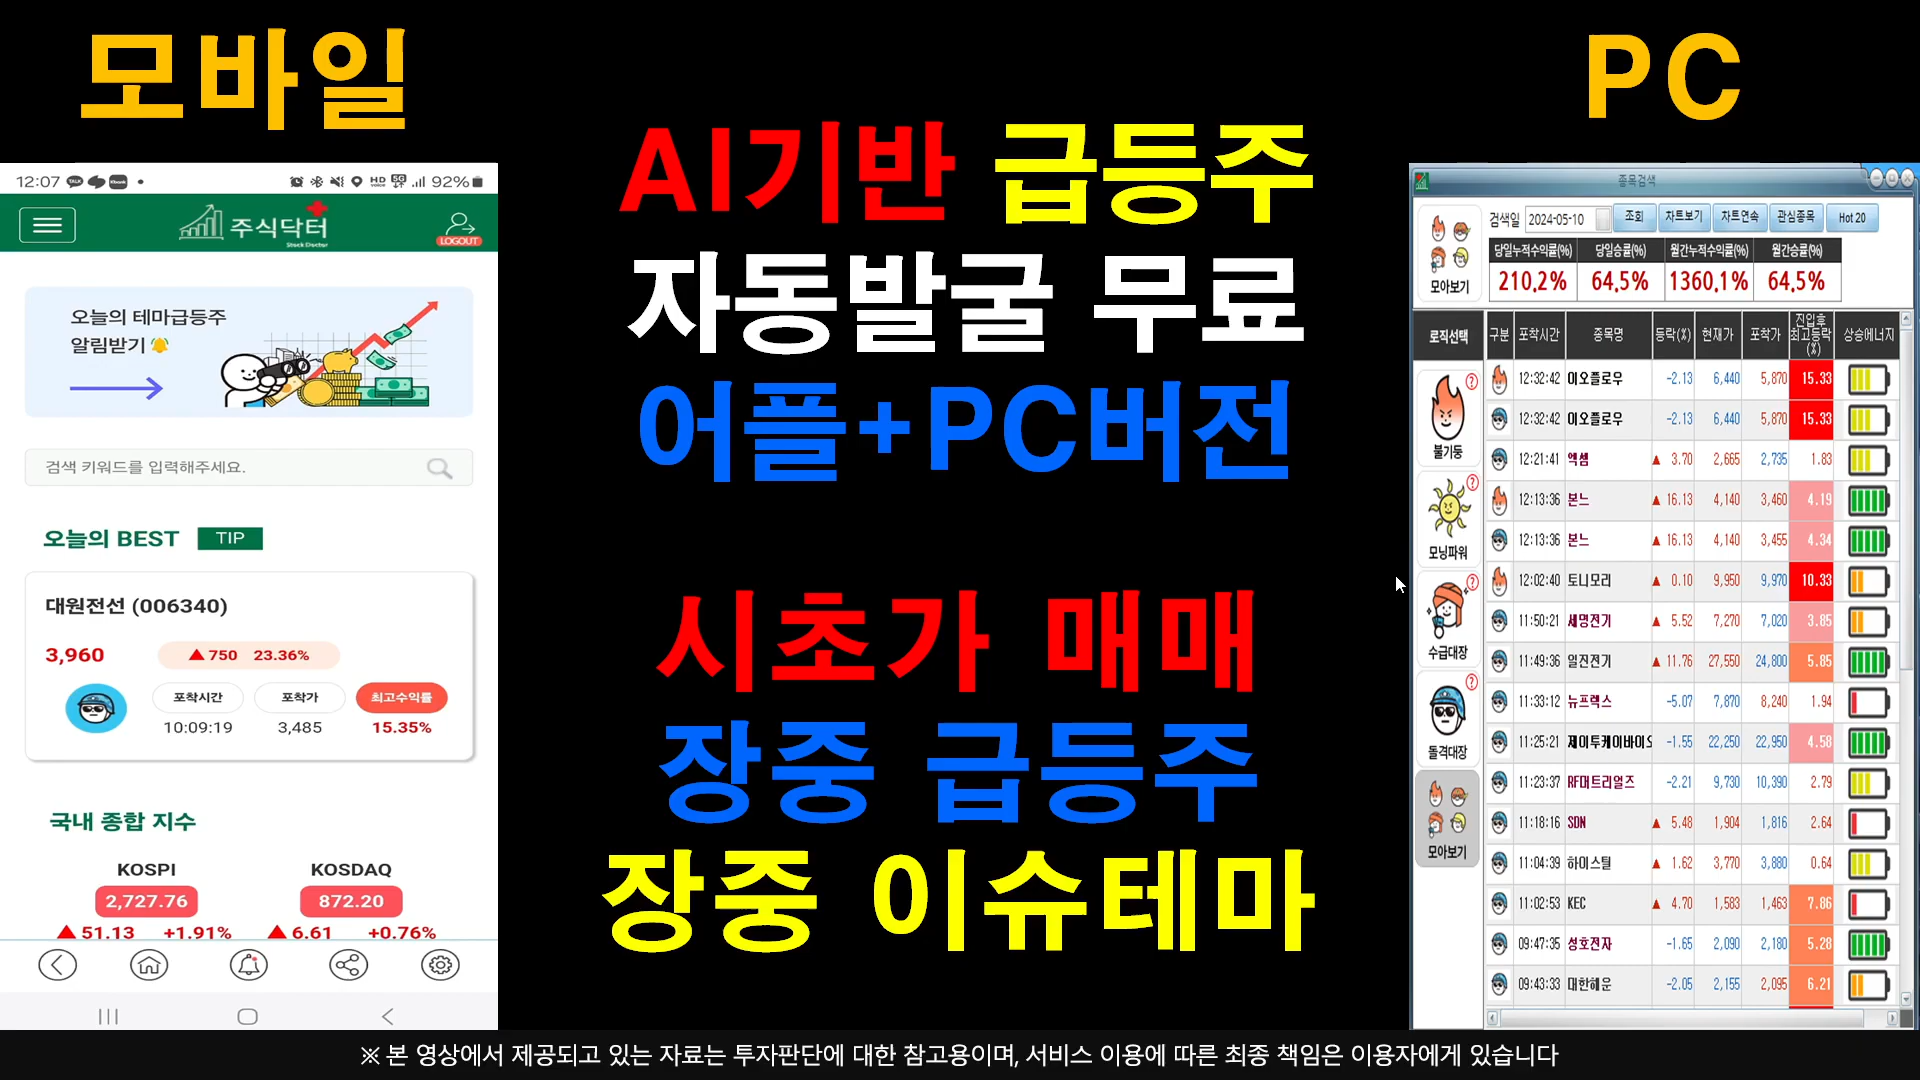 모바일
PC
AI기반 급등주
자동발굴 무료
어플+PC버전
시초가 매매
장중 급등주
장중 이슈테마
12:07
HD 5G 92%
주식닥터
Stock Doctor
LOGOUT
오늘의 테마급등주
알림받기
검색 키워드를 입력해주세요.
오늘의 BEST TIP
대원전선 (006340)
3,960 ▲ 750 23.36%
포착시간 포착가 최고수익률
10:09:19 3,485 15.35%
국내 종합 지수
KOSPI KOSDAQ
2,727.76 872.20
▲ 51.13 +1.91% ▲ 6.61 +0.76%
종목검색
모아보기
검색일 2024-05-10 조회 차트보기 차트연속 관심종목 Hot 20
당일누적수익률(%) 당일승률(%) 월간누적수익률(%) 월간승률(%)
210,2% 64,5% 1360,1% 64,5%
로직선택
불기둥
모닝파워
수급대장
돌격대장
모아보기
구분 포착시간 종목명 등락(%) 현재가 포착가 진입후 최고등락 (%) 상승에너지
12:32:42 이오플로우 -2.13 6,440 5,870 15.33
12:32:42 이오플로우 -2.13 6,440 5,870 15.33
12:21:41 엑셈 ▲ 3.70 2,665 2,735 1.83
12:13:36 본느 ▲ 16.13 4,140 3,460 4.19
12:13:36 본느 ▲ 16.13 4,140 3,455 4.34
12:02:40 토니모리 ▲ 0.10 9,950 9,970 10.33
11:50:21 세명전기 ▲ 5.52 7,270 7,020 3.85
11:49:36 일진전기 ▲ 11.76 27,550 24,800 5.85
11:33:12 뉴프렉스 -5.07 7,870 8,240 1.94
11:25:21 제이투케이바이오 -1.55 22,250 22,950 4.58
11:23:37 RF머트리얼즈 -2.21 9,730 10,390 2.79
11:18:16 SDN ▲ 5.48 1,904 1,816 2.64
11:04:39 하이스틸 ▲ 1.62 3,770 3,880 0.64
11:02:53 KEC ▲ 4.70 1,583 1,463 7.86
09:47:35 성호전자 -1.65 2,090 2,180 5.28
09:43:33 대한해운 -2.05 2,155 2,095 6.21
※ 본 영상에서 제공되고 있는 자료는 투자판단에 대한 참고용이며, 서비스 이용에 따른 최종 책임은 이용자에게 있습니다